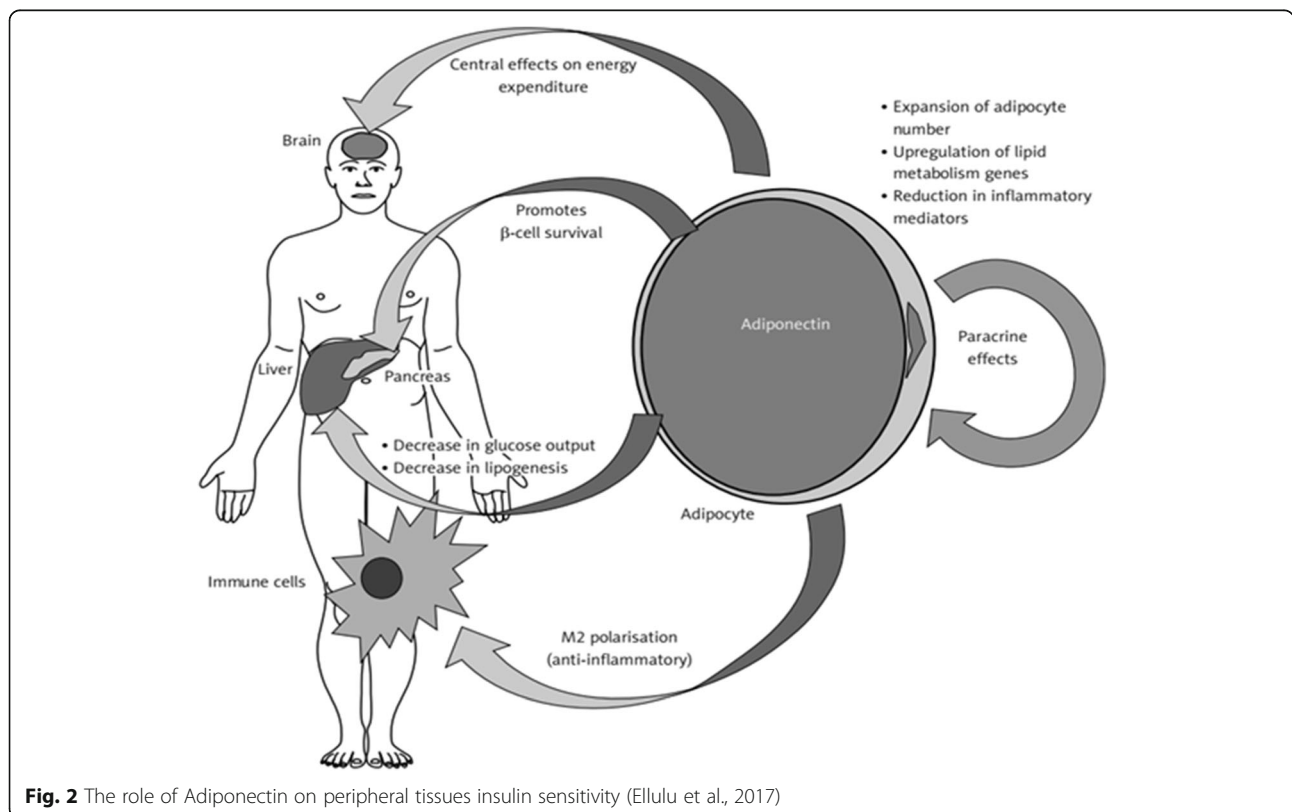 Central effects on energy
expenditure
• Expansion of adipocyte
number
• Upregulation of lipid
metabolism genes
• Reduction in inflammatory
mediators
Brain
Promotes
β-cell survival
Adiponectin
Paracrine
effects
Liver
Pancreas
• Decrease in glucose output
• Decrease in lipogenesis
Adipocyte
Immune cells
M2 polarisation
(anti-inflammatory)
Fig. 2 The role of Adiponectin on peripheral tissues insulin sensitivity (Ellulu et al., 2017)